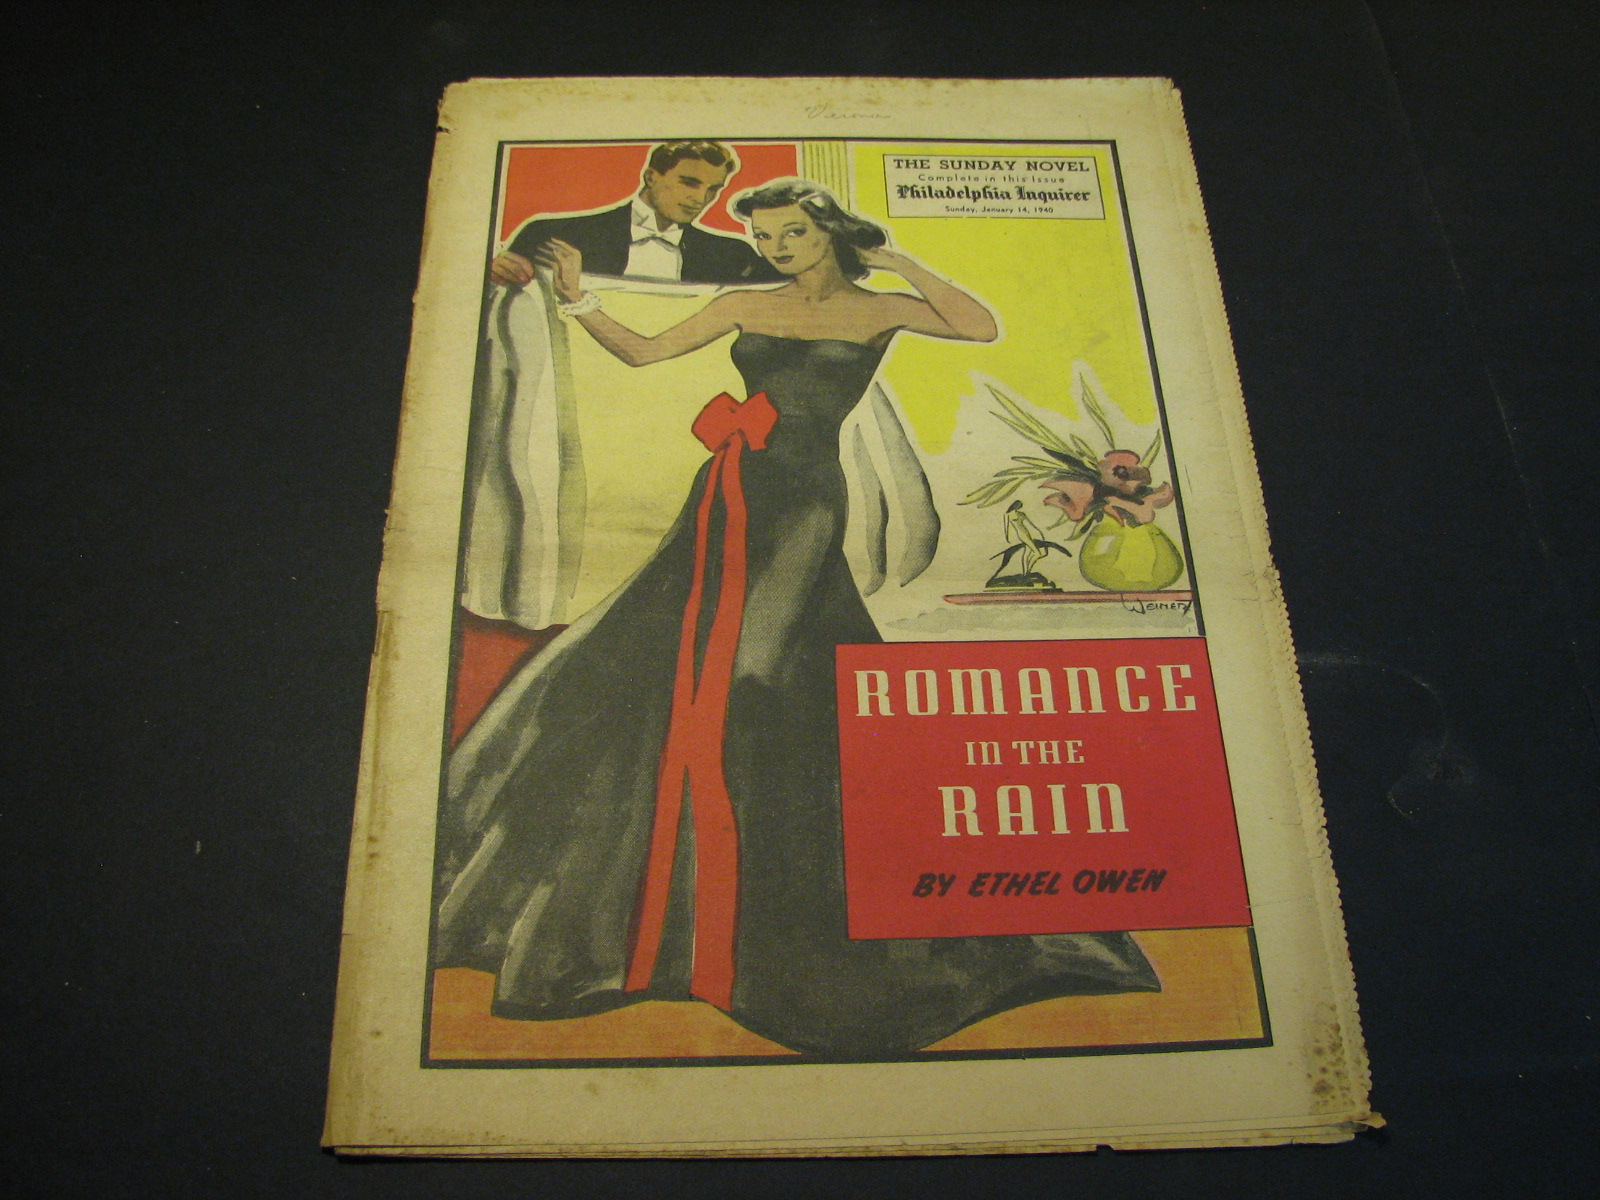 THE SUNDAY NOVEL
Complete in this Issue
Philadelphia Inquirer
Sunday, January 14, 1940
ROMANCE
IN THE
RAIN
BY ETHEL OWEN